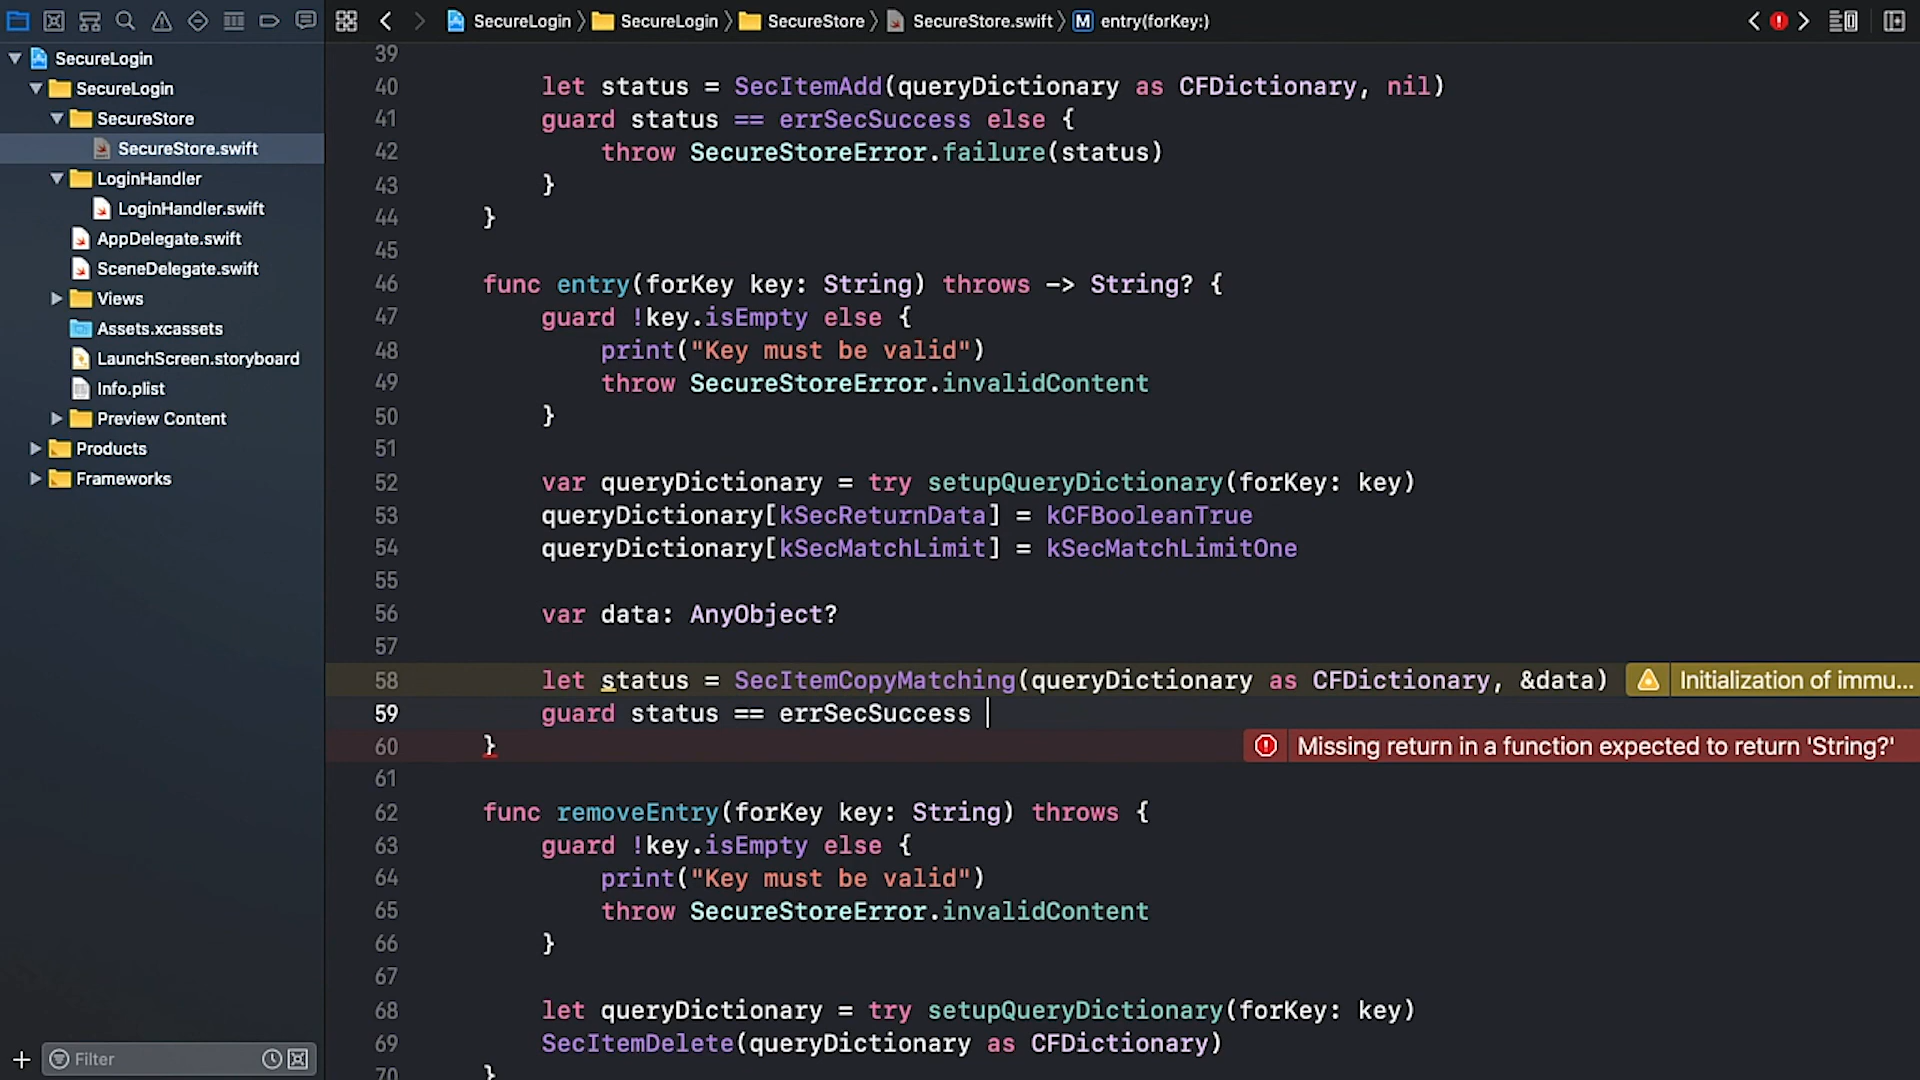 SecureLogin SecureLogin SecureStore SecureStore.swift M entry(forKey:)
SecureLogin
SecureLogin
SecureStore
SecureStore.swift
LoginHandler
LoginHandler.swift
AppDelegate.swift
SceneDelegate.swift
Views
Assets.xcassets
LaunchScreen.storyboard
Info.plist
Preview Content
Products
Frameworks
Filter
39
40 let status = SecItemAdd(queryDictionary as CFDictionary, nil)
41 guard status == errSecSuccess else {
42 throw SecureStoreError.failure(status)
43 }
44 }
45
46 func entry(forKey key: String) throws -> String? {
47 guard !key.isEmpty else {
48 print("Key must be valid")
49 throw SecureStoreError.invalidContent
50 }
51
52 var queryDictionary = try setupQueryDictionary(forKey: key)
53 queryDictionary[kSecReturnData] = kCFBooleanTrue
54 queryDictionary[kSecMatchLimit] = kSecMatchLimitOne
55
56 var data: AnyObject?
57
58 let status = SecItemCopyMatching(queryDictionary as CFDictionary, &data) Initialization of immu...
59 guard status == errSecSuccess
60 } Missing return in a function expected to return 'String?'
61
62 func removeEntry(forKey key: String) throws {
63 guard !key.isEmpty else {
64 print("Key must be valid")
65 throw SecureStoreError.invalidContent
66 }
67
68 let queryDictionary = try setupQueryDictionary(forKey: key)
69 SecItemDelete(queryDictionary as CFDictionary)
70 }